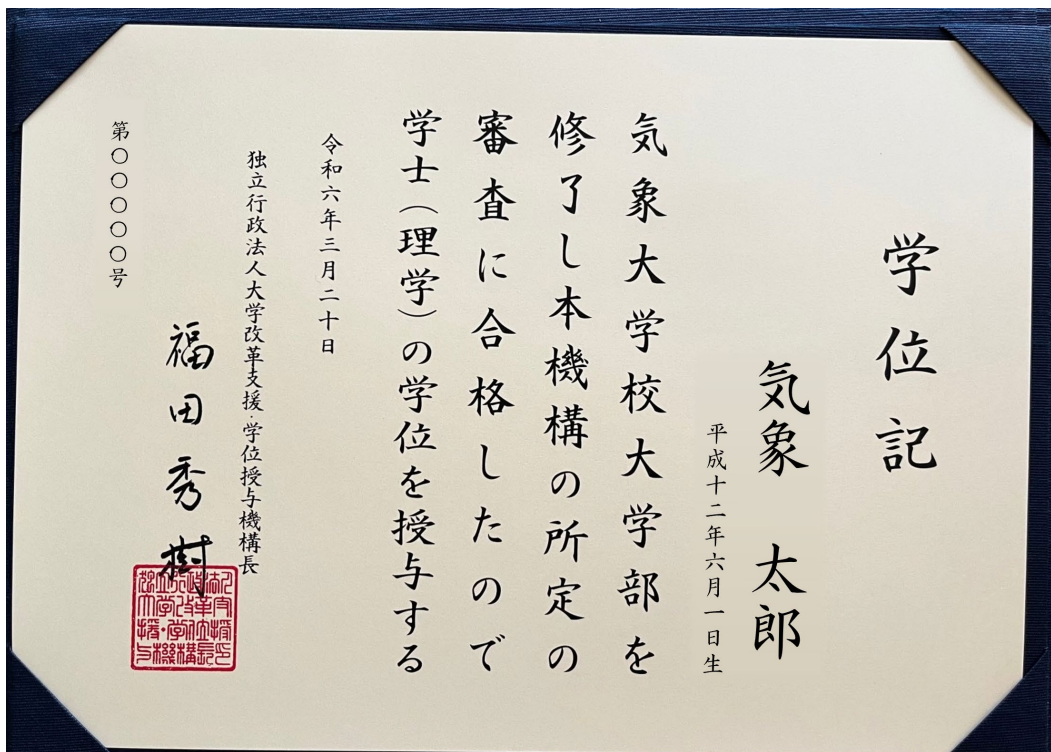 学位記
気象 太郎
平成十二年六月一日生
気象大学校大学部を
修了し本機構の所定の
審査に合格したので
学士（理学）の学位を授与する
令和六年三月二十日
独立行政法人大学改革支援・学位授与機構長
福田秀樹
第〇〇〇〇〇号